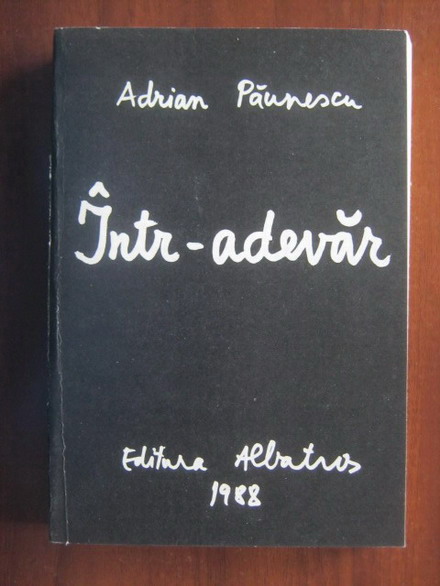 Adrian Păunescu
Într-adevăr
Editura Albatros
1988